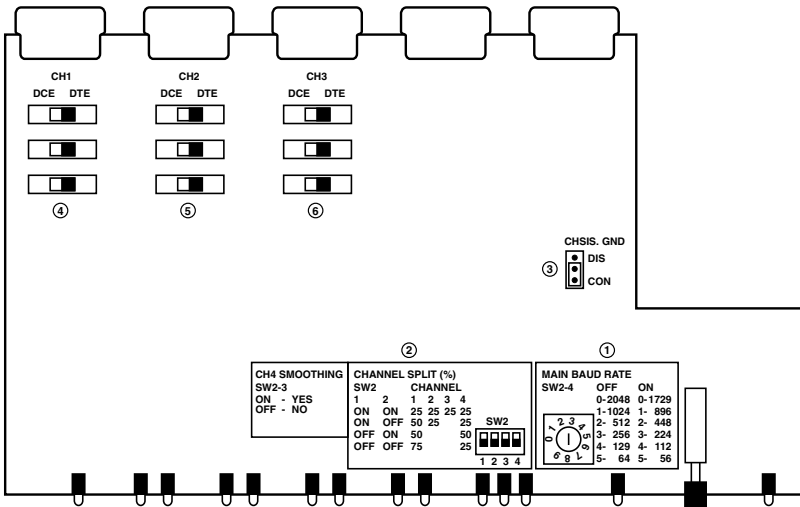 CH1 CH2 CH3
DCE DTE DCE DTE DCE DTE
4 5 6
CHSIS. GND
DIS
3
CON
2 1
CH4 SMOOTHING
SW2-3
ON - YES
OFF - NO
CHANNEL SPLIT (%)
SW2 CHANNEL
1 2 1 2 3 4
ON ON 25 25 25 25
ON OFF 50 25 25
OFF ON 50 50
OFF OFF 75 25
SW2
1 2 3 4
MAIN BAUD RATE
SW2-4 OFF ON
0-2048 0-1729
1-1024 1- 896
2- 512 2- 448
3- 256 3- 224
4- 129 4- 112
5- 64 5- 56
0 1 2 3 4 5 6 7 8 9